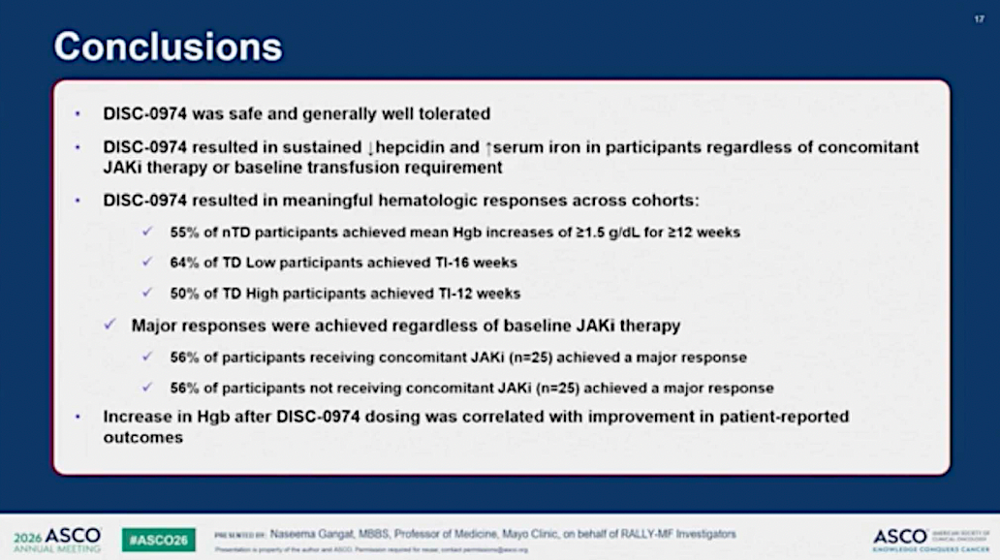 17
Conclusions
• DISC-0974 was safe and generally well tolerated
• DISC-0974 resulted in sustained ↓hepcidin and ↑serum iron in participants regardless of concomitant
JAKi therapy or baseline transfusion requirement
• DISC-0974 resulted in meaningful hematologic responses across cohorts:
✓ 55% of nTD participants achieved mean Hgb increases of ≥1.5 g/dL for ≥12 weeks
✓ 64% of TD Low participants achieved TI-16 weeks
✓ 50% of TD High participants achieved TI-12 weeks
✓ Major responses were achieved regardless of baseline JAKi therapy
✓ 56% of participants receiving concomitant JAKi (n=25) achieved a major response
✓ 56% of participants not receiving concomitant JAKi (n=25) achieved a major response
• Increase in Hgb after DISC-0974 dosing was correlated with improvement in patient-reported
outcomes
2026 ASCO
ANNUAL MEETING
#ASCO26
PRESENTED BY: Naseema Gangat, MBBS, Professor of Medicine, Mayo Clinic, on behalf of RALLY-MF Investigators
Presentation is property of the author and ASCO. Permission required for reuse; contact permissions@asco.org
ASCO AMERICAN SOCIETY OF
CLINICAL ONCOLOGY
KNOWLEDGE CONQUERS CANCER